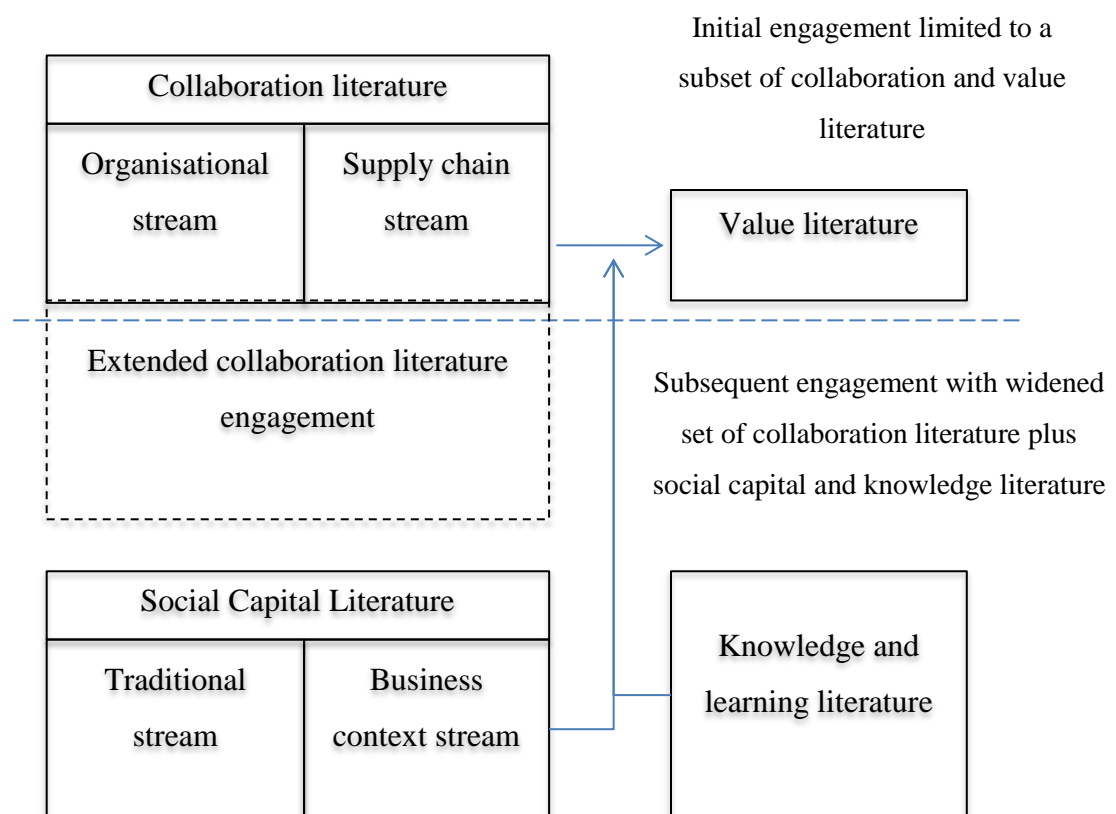 Initial engagement limited to a
subset of collaboration and value
literature
Collaboration literature
Organisational
stream
Supply chain
stream
Value literature
Extended collaboration literature
engagement
Subsequent engagement with widened
set of collaboration literature plus
social capital and knowledge literature
Social Capital Literature
Traditional
stream
Business
context stream
Knowledge and
learning literature